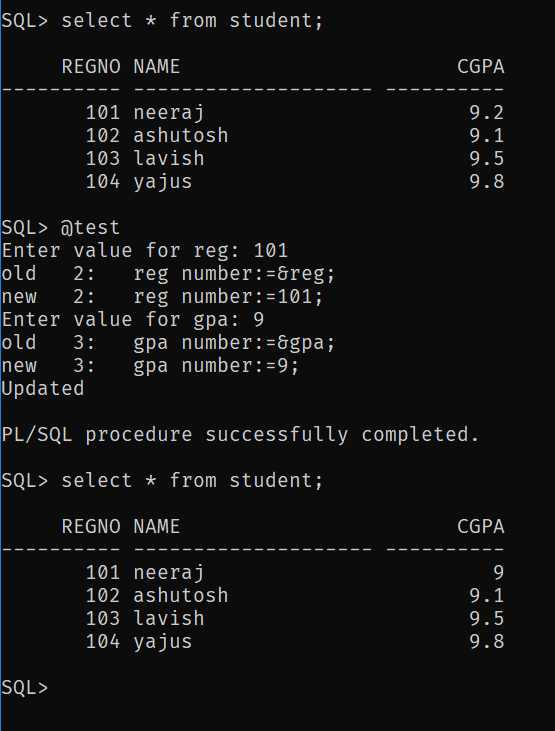 SQL> select * from student;
     REGNO NAME                       CGPA
---------- -------------------- ----------
       101 neeraj                      9.2
       102 ashutosh                    9.1
       103 lavish                      9.5
       104 yajus                       9.8
SQL> @test
Enter value for reg: 101
old   2:   reg number:=&reg;
new   2:   reg number:=101;
Enter value for gpa: 9
old   3:   gpa number:=&gpa;
new   3:   gpa number:=9;
Updated
PL/SQL procedure successfully completed.
SQL> select * from student;
     REGNO NAME                       CGPA
---------- -------------------- ----------
       101 neeraj                        9
       102 ashutosh                    9.1
       103 lavish                      9.5
       104 yajus                       9.8
SQL>